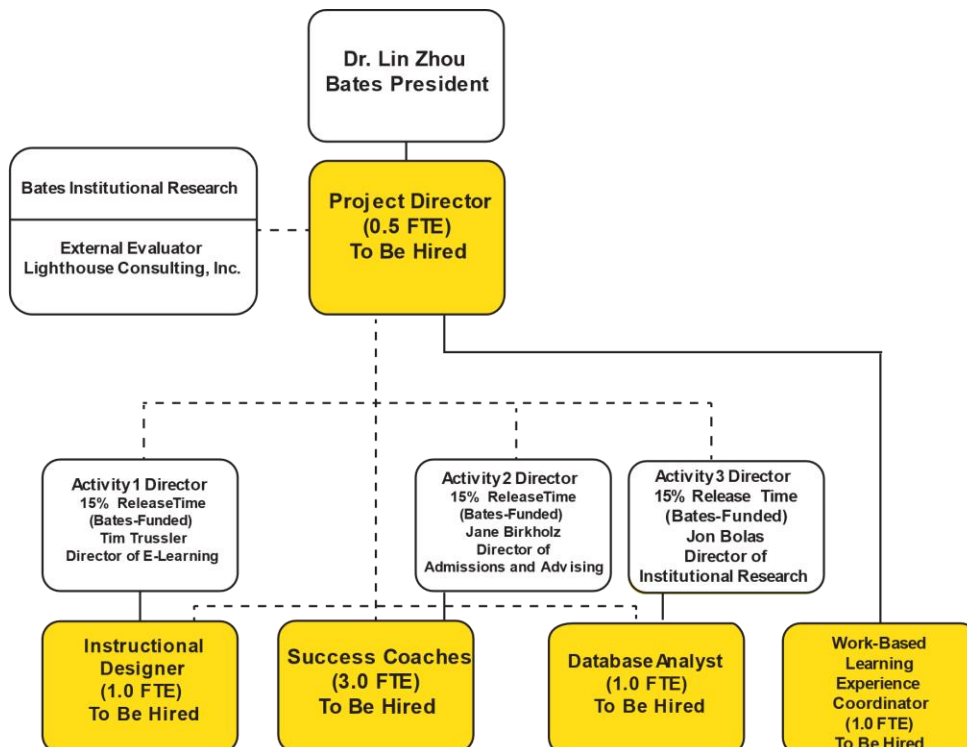 Dr. Lin Zhou
Bates President
Bates Institutional Research
External Evaluator
Lighthouse Consulting, Inc.
Project Director
(0.5 FTE)
To Be Hired
Activity 1 Director
15% ReleaseTime
(Bates-Funded)
Tim Trussler
Director of E-Learning
Activity 2 Director
15% ReleaseTime
(Bates-Funded)
Jane Birkholz
Director of
Admissions and Advising
Activity 3 Director
15% Release Time
(Bates-Funded)
Jon Bolas
Director of
Institutional Research
Instructional
Designer
(1.0 FTE)
To Be Hired
Success Coaches
(3.0 FTE)
To Be Hired
Database Analyst
(1.0 FTE)
To Be Hired
Work-Based
Learning
Experience
Coordinator
(1.0 FTE)
To Be Hired